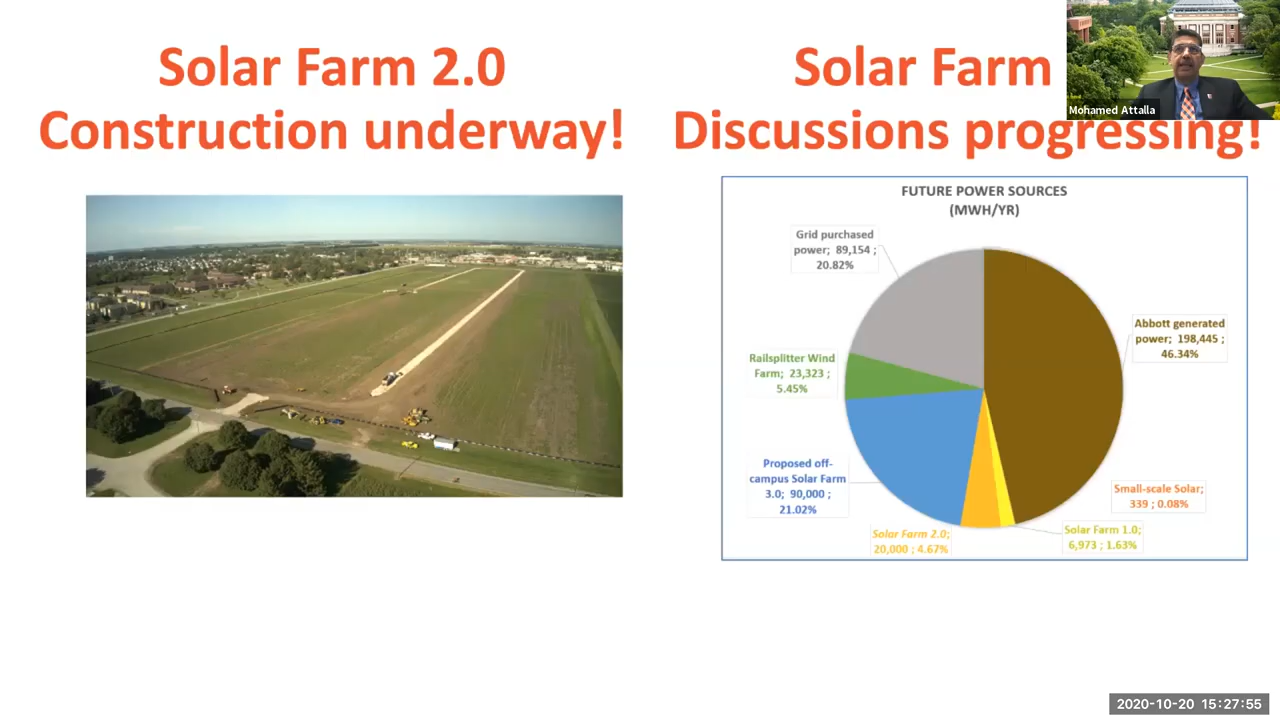 Solar Farm 2.0
Construction underway!
Solar Farm
Discussions progressing!
Mohamed Attalla
FUTURE POWER SOURCES
(MWH/YR)
Grid purchased
power; 89,154 ;
20.82%
Abbott generated
power; 198,445 ;
46.34%
Railsplitter Wind
Farm; 23,323 ;
5.45%
Proposed off-
campus Solar Farm
3.0; 90,000 ;
21.02%
Small-scale Solar;
339 ; 0.08%
Solar Farm 2.0;
20,000 ; 4.67%
Solar Farm 1.0;
6,973 ; 1.63%
2020-10-20 15:27:55